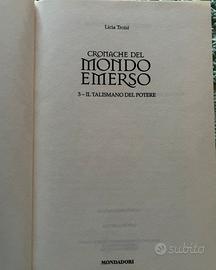 Licia Troisi
CRONACHE DEL
MONDO
EMERSO
3 – IL TALISMANO DEL POTERE
MONDADORI
subito